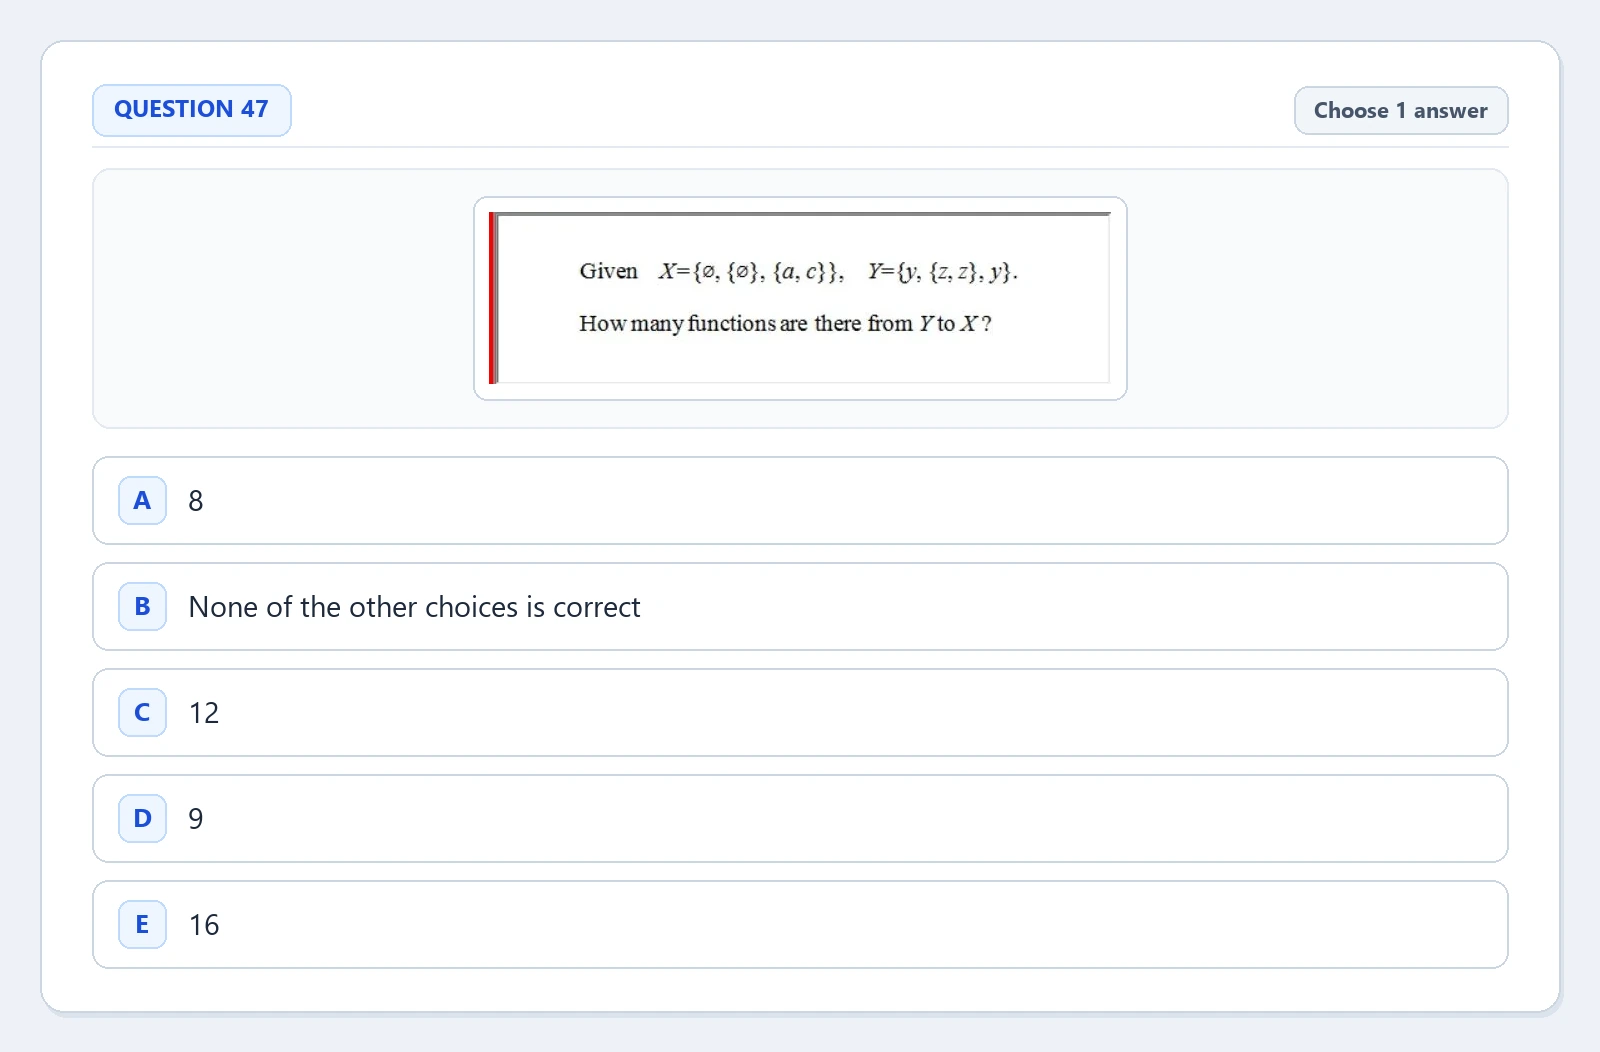 QUESTION 47
Choose 1 answer
Given X={∅, {∅}, {a, c}}, Y={y, {z, z}, y}.
How many functions are there from Y to X?
A 8
B None of the other choices is correct
C 12
D 9
E 16